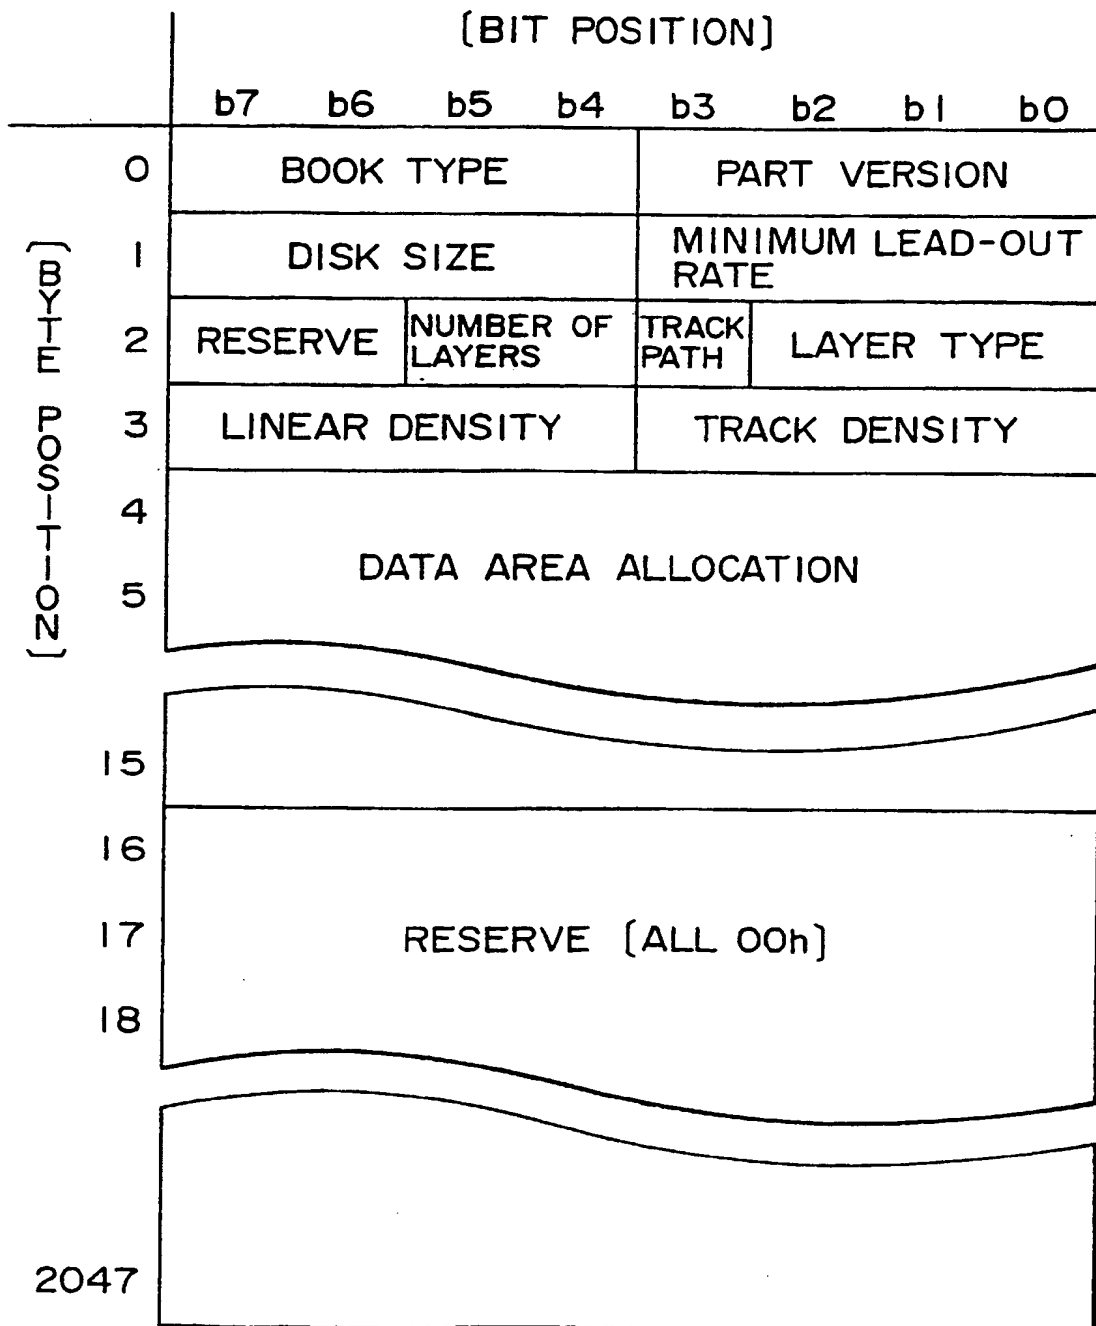 [BIT POSITION]
b7 b6 b5 b4 b3 b2 b1 b0
[BYTE POSITION]
0 BOOK TYPE PART VERSION
1 DISK SIZE MINIMUM LEAD-OUT
RATE
2 RESERVE NUMBER OF
LAYERS TRACK
PATH LAYER TYPE
3 LINEAR DENSITY TRACK DENSITY
4
DATA AREA ALLOCATION
5
15
16
17 RESERVE [ALL 00h]
18
2047